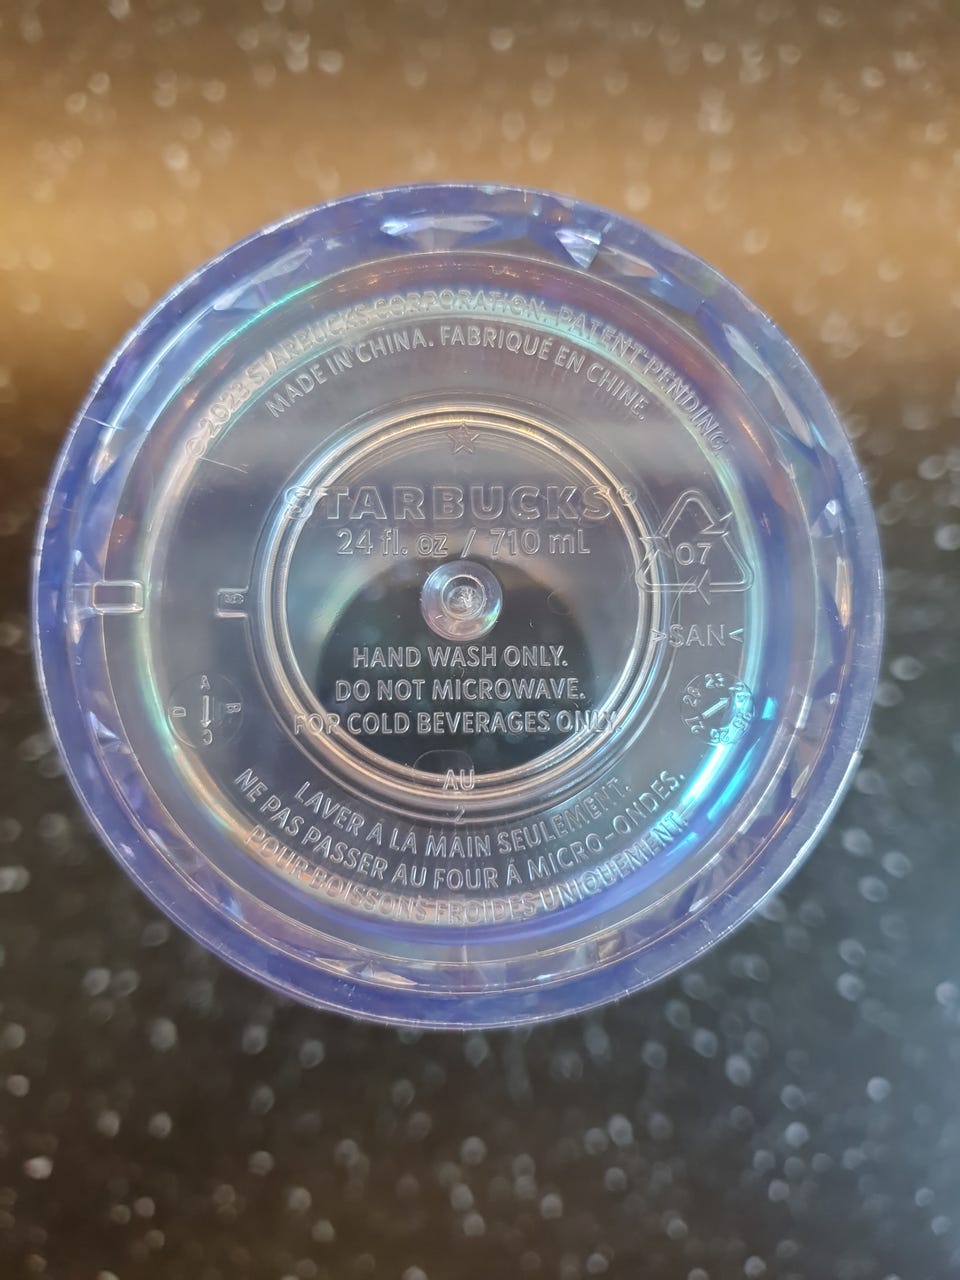 ©2023 STARBUCKS CORPORATION. PATENT PENDING.
MADE IN CHINA. FABRIQUÉ EN CHINE.
STARBUCKS®
24 fl. oz / 710 mL
07
>SAN<
HAND WASH ONLY.
DO NOT MICROWAVE.
FOR COLD BEVERAGES ONLY.
A
B
C
D
23
AU
2
LAVER À LA MAIN SEULEMENT.
NE PAS PASSER AU FOUR À MICRO-ONDES.
POUR BOISSONS FROIDES UNIQUEMENT.